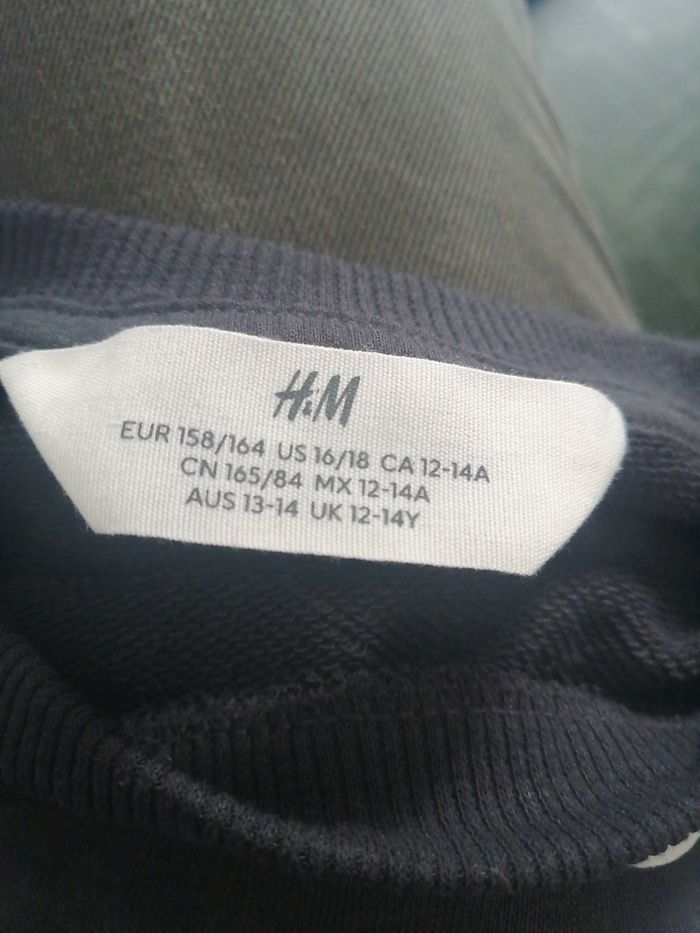 H&M
EUR 158/164 US 16/18 CA 12-14A
CN 165/84 MX 12-14A
AUS 13-14 UK 12-14Y